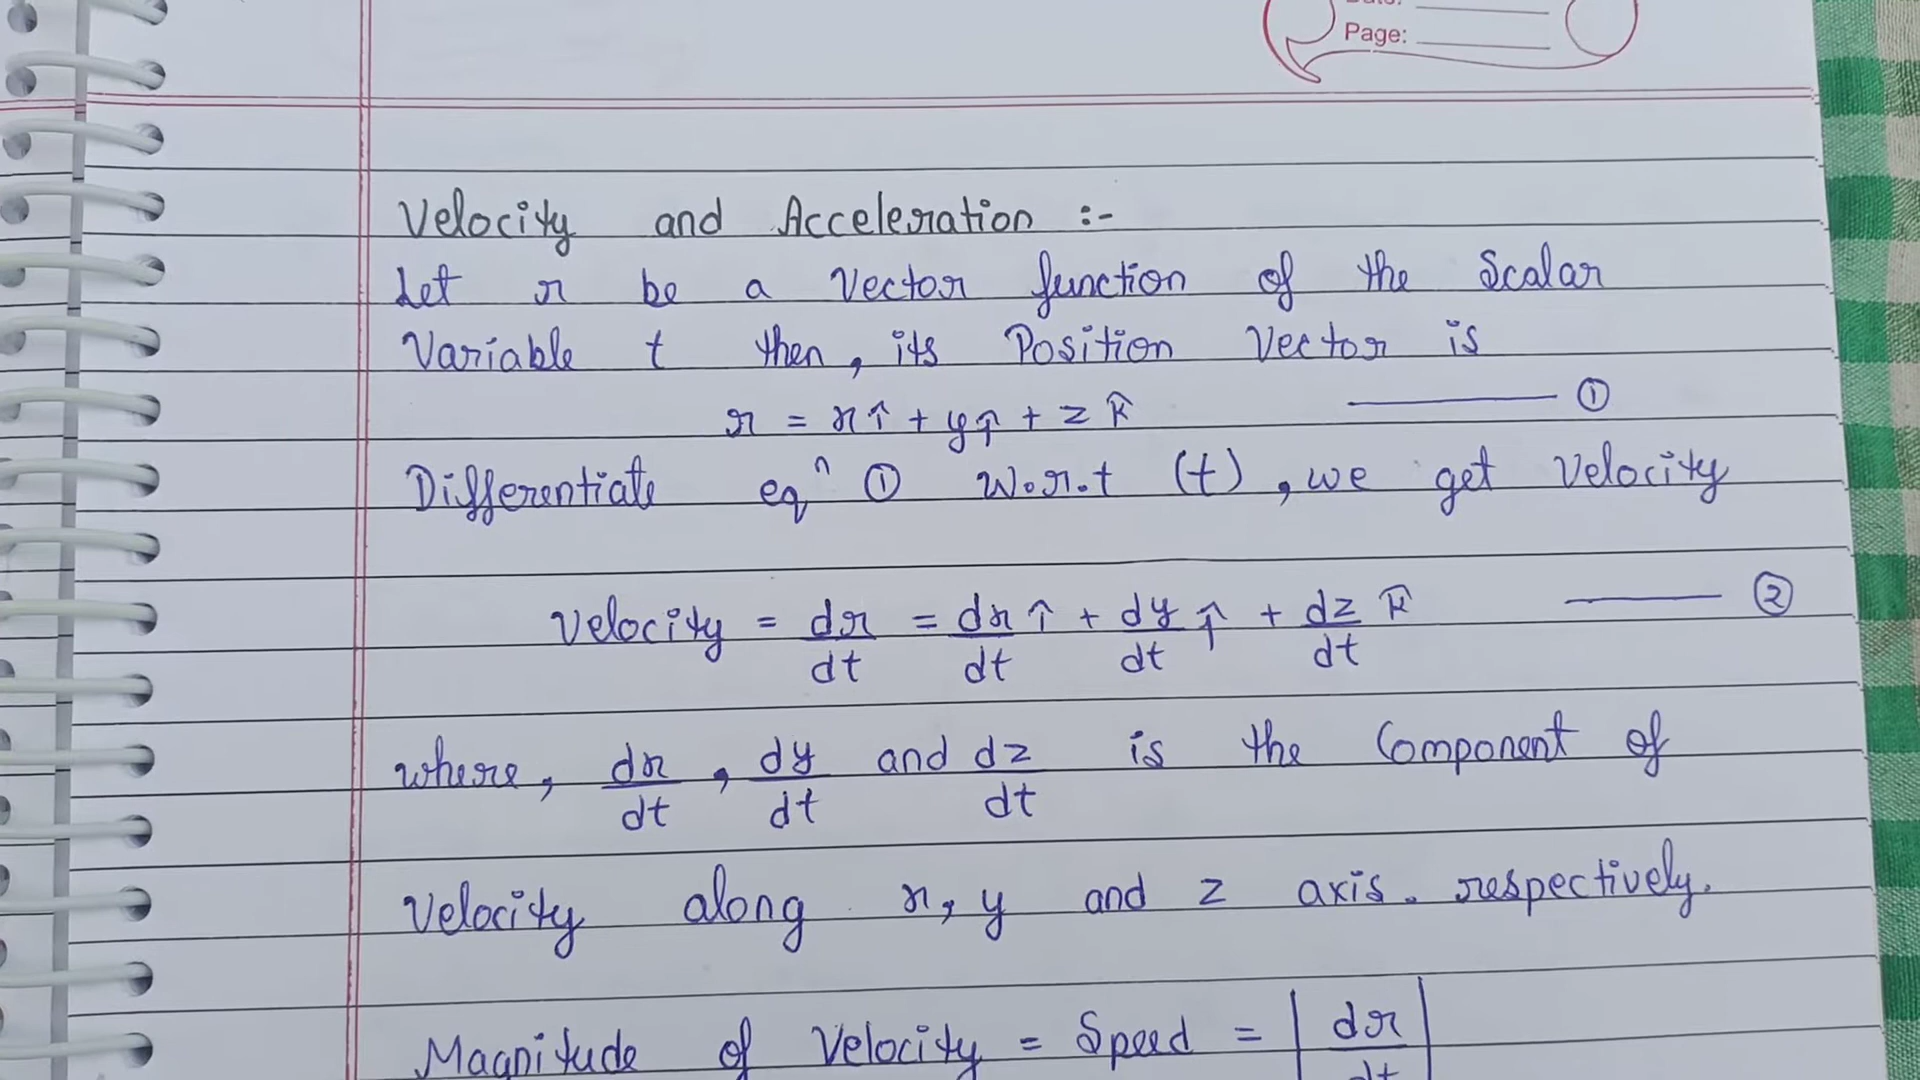 Page:
Velocity and Acceleration :-
Let r be a Vector function of the Scalar
Variable t then, its Position Vector is
r = xî + yĵ + z k̂ ——— ①
Differentiate eqⁿ ① w.r.t (t), we get Velocity
Velocity = dr/dt = dx/dt î + dy/dt ĵ + dz/dt k̂ ——— ②
where, dx/dt, dy/dt and dz/dt is the Component of
Velocity along x, y and z axis. respectively.
Magnitude of Velocity = Speed = |dr/dt|